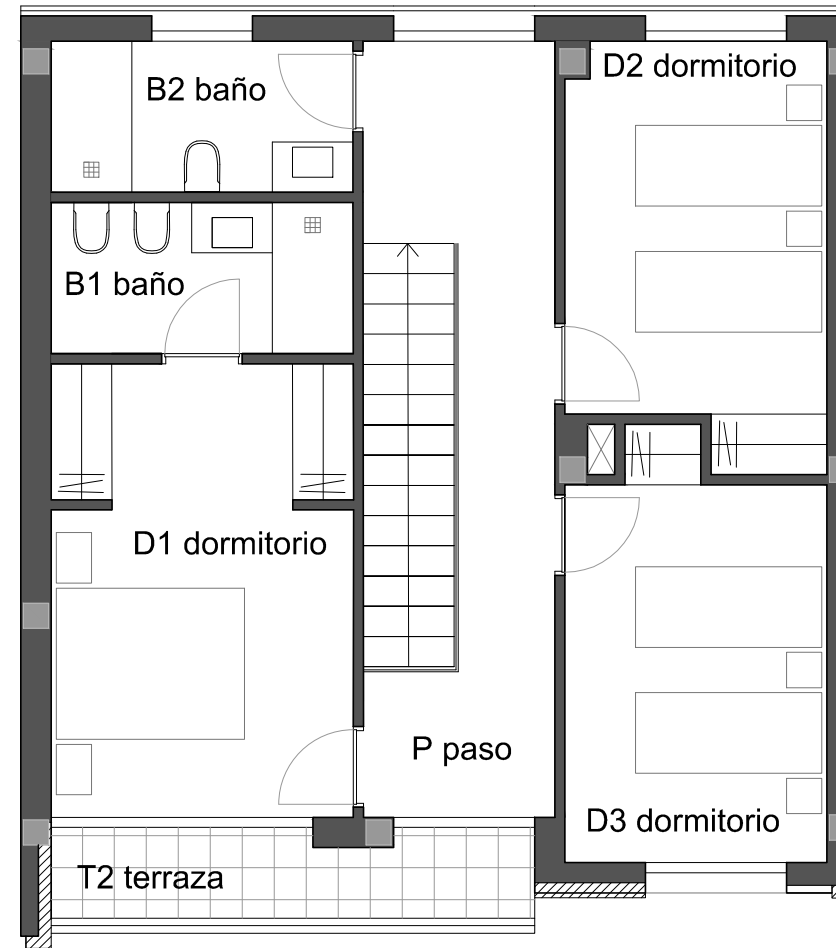 D2 dormitorio
B2 baño
B1 baño
D1 dormitorio
P paso
D3 dormitorio
T2 terraza